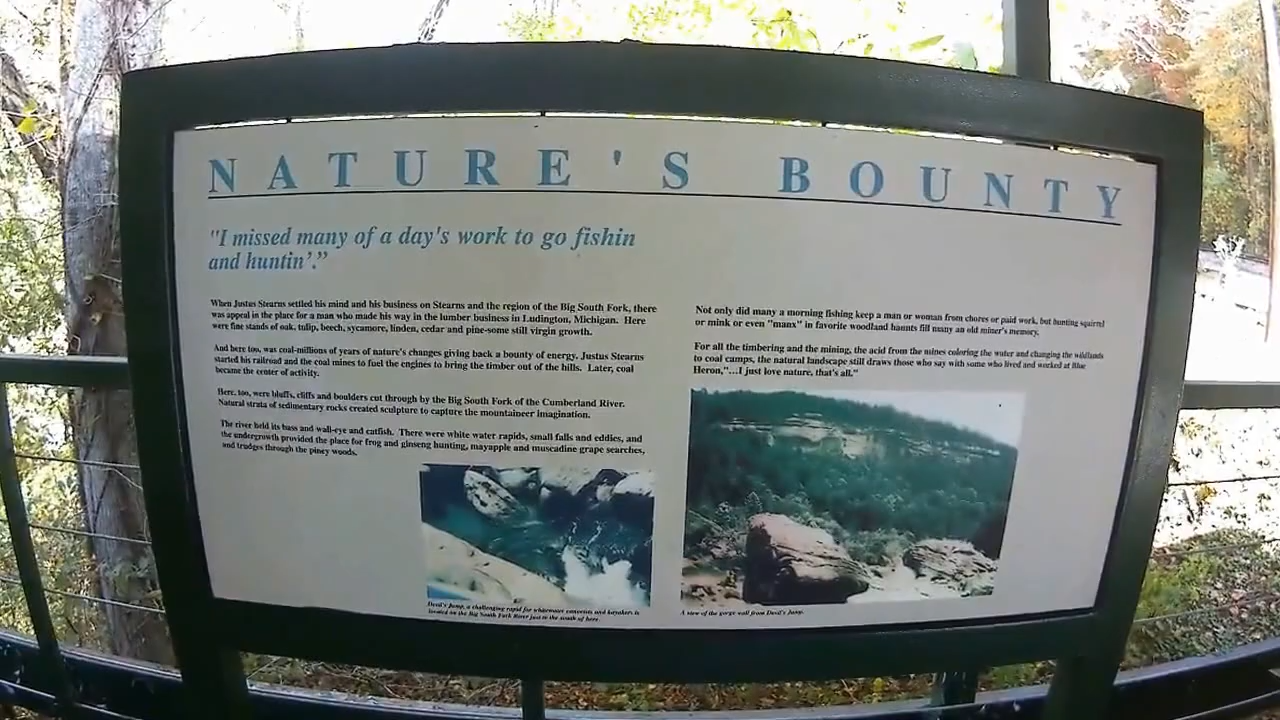 NATURE'S BOUNTY
"I missed many of a day's work to go fishin
and huntin'."
When Justus Stearns settled his mind and his business on Stearns and the region of the Big South Fork, there
was appeal in the place for a man who made his way in the lumber business in Ludington, Michigan. Here
were fine stands of oak, tulip, beech, sycamore, linden, cedar and pine-some still virgin growth.
And here too, was coal-millions of years of nature's changes giving back a bounty of energy. Justus Stearns
started his railroad and the coal mines to fuel the engines to bring the timber out of the hills. Later, coal
became the center of activity.
Here, too, were bluffs, cliffs and boulders cut through by the Big South Fork of the Cumberland River.
Natural strata of sedimentary rocks created sculpture to capture the mountaineer imagination.
The river held its bass and wall-eye and catfish. There were white water rapids, small falls and eddies, and
the undergrowth provided the place for frog and ginseng hunting, mayapple and muscadine grape searches,
and trudges through the piney woods.
Devil's Jump, a challenging rapid for whitewater canoeists and kayakers is
located on the Big South Fork River just to the south of here.
Not only did many a morning fishing keep a man or woman from chores or paid work, but hunting squirrel
or mink or even "manx" in favorite woodland haunts fill many an old miner's memory.
For all the timbering and the mining, the acid from the mines coloring the water and changing the wildlands
to coal camps, the natural landscape still draws those who say with some who lived and worked at Blue
Heron,"...I just love nature, that's all."
A view of the gorge wall from Devil's Jump.